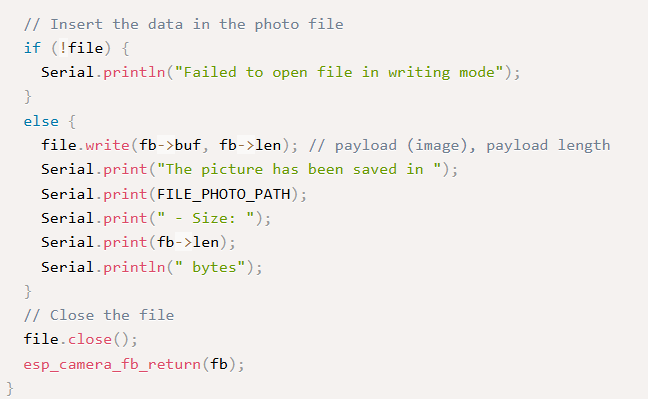 // Insert the data in the photo file
if (!file) {
Serial.println("Failed to open file in writing mode");
}
else {
file.write(fb->buf, fb->len); // payload (image), payload length
Serial.print("The picture has been saved in ");
Serial.print(FILE_PHOTO_PATH);
Serial.print(" - Size: ");
Serial.print(fb->len);
Serial.println(" bytes");
}
// Close the file
file.close();
esp_camera_fb_return(fb);
}